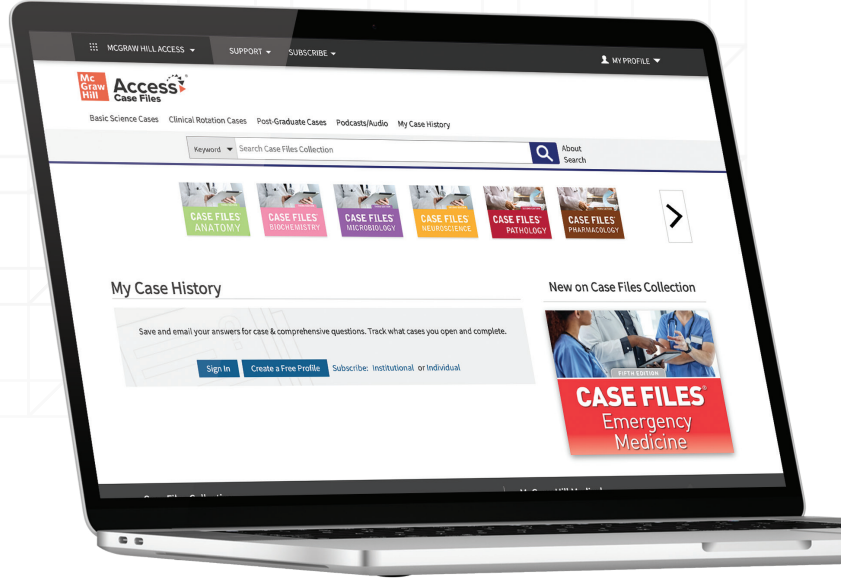 MCGRAW HILL ACCESS SUPPORT SUBSCRIBE MY PROFILE
Mc
Graw
Hill
Access
Case Files
Basic Science Cases Clinical Rotation Cases Post-Graduate Cases Podcasts/Audio My Case History
Keyword Search Case Files Collection
About
Search
CASE FILES
ANATOMY
CASE FILES
BIOCHEMISTRY
CASE FILES
MICROBIOLOGY
CASE FILES
NEUROSCIENCE
CASE FILES
PATHOLOGY
CASE FILES
PHARMACOLOGY
My Case History
Save and email your answers for case & comprehensive questions. Track what cases you open and complete.
Sign In Create a Free Profile Subscribe: Institutional or Individual
New on Case Files Collection
FIFTH EDITION
CASE FILES®
Emergency
Medicine